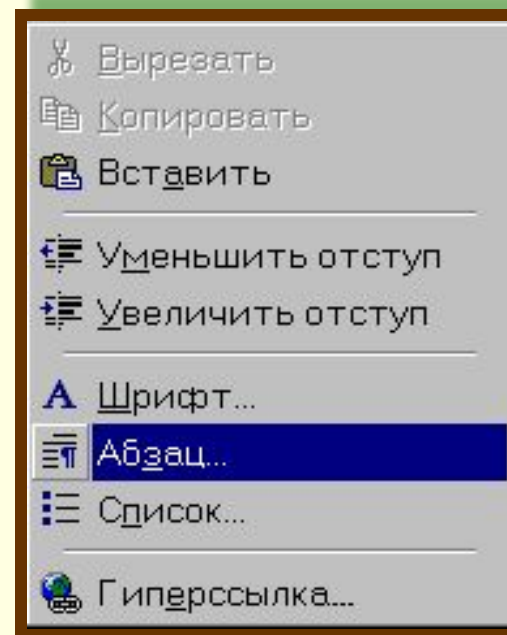 Вырезать
Копировать
Вставить
Уменьшить отступ
Увеличить отступ
Шрифт...
Абзац...
Список...
Гиперссылка...